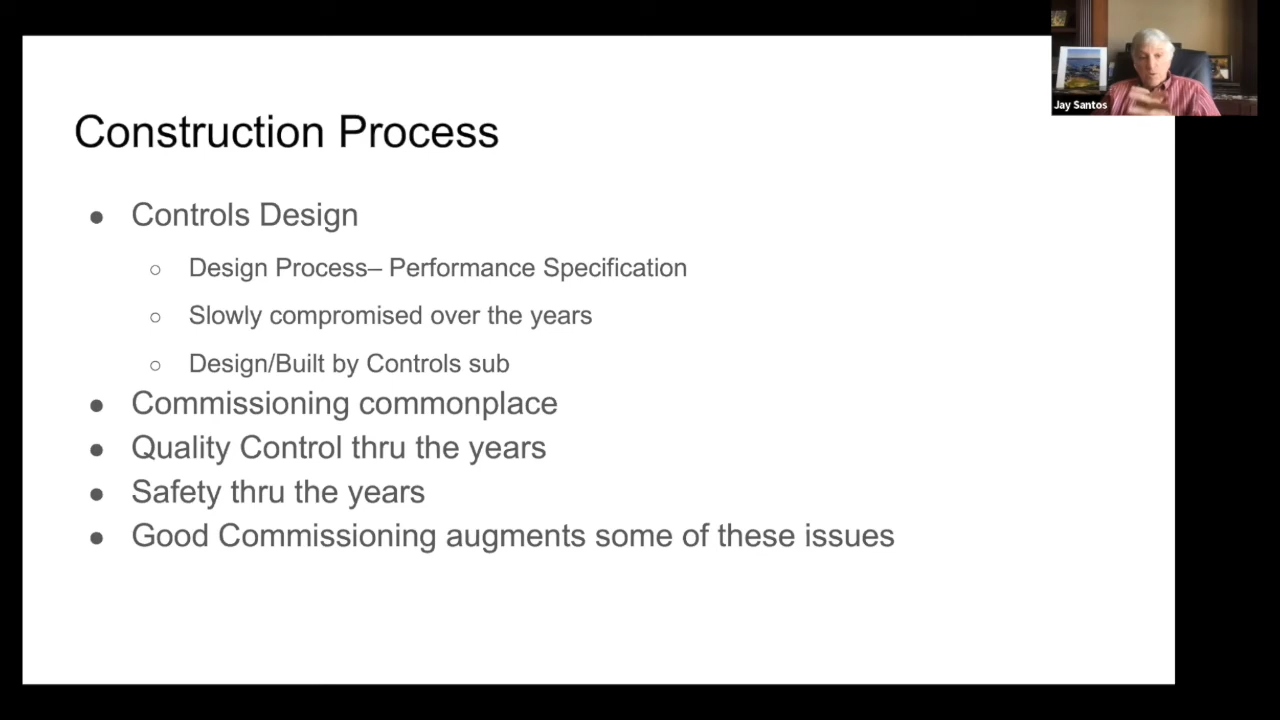 Jay Santos
Construction Process
● Controls Design
○ Design Process– Performance Specification
○ Slowly compromised over the years
○ Design/Built by Controls sub
● Commissioning commonplace
● Quality Control thru the years
● Safety thru the years
● Good Commissioning augments some of these issues